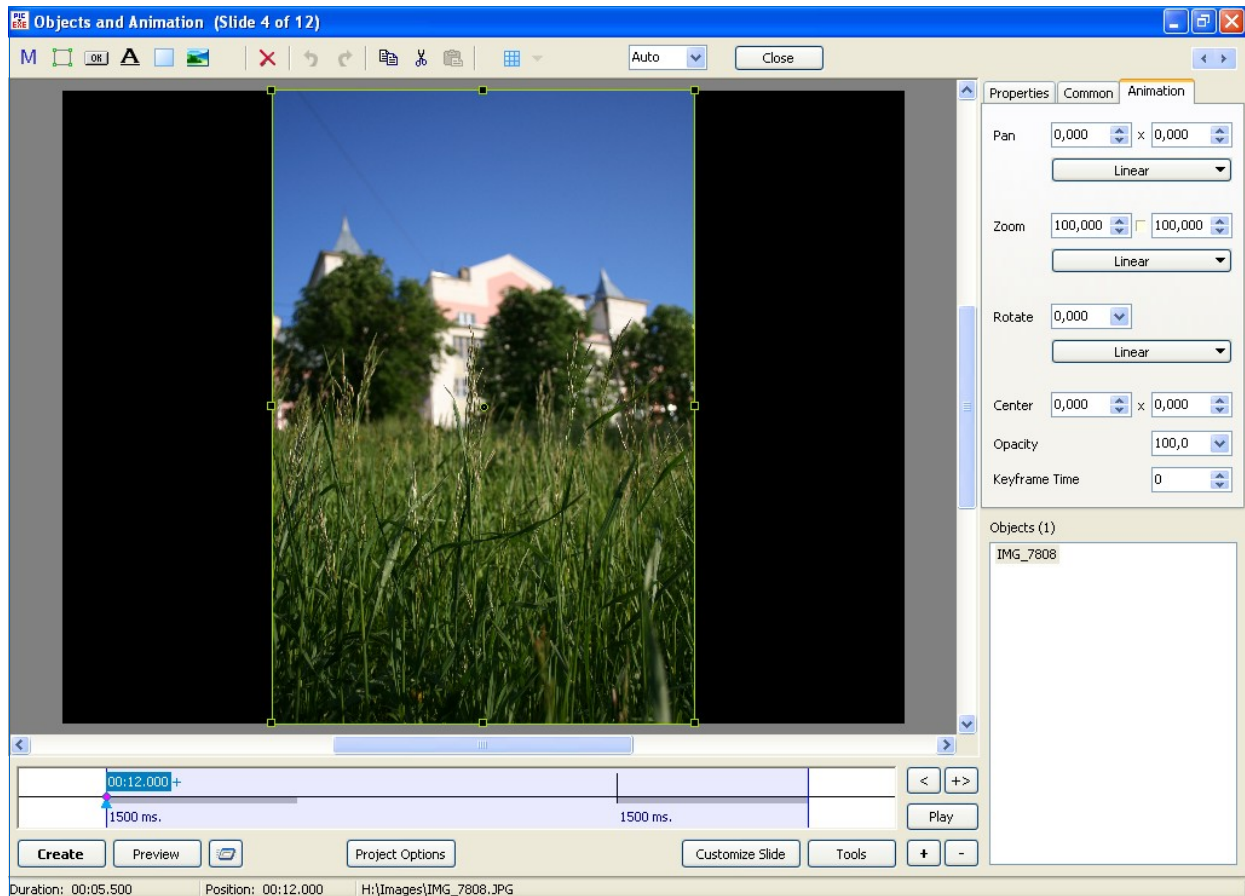 PIC EXE Objects and Animation (Slide 4 of 12)
M OK A Auto Close
Properties Common Animation
Pan 0,000 x 0,000
Linear
Zoom 100,000 100,000
Linear
Rotate 0,000
Linear
Center 0,000 x 0,000
Opacity 100,0
Keyframe Time 0
Objects (1)
IMG_7808
00:12.000 +
1500 ms. 1500 ms.
< +>
Play
Create Preview Project Options Customize Slide Tools + -
Duration: 00:05.500 Position: 00:12.000 H:\Images\IMG_7808.JPG